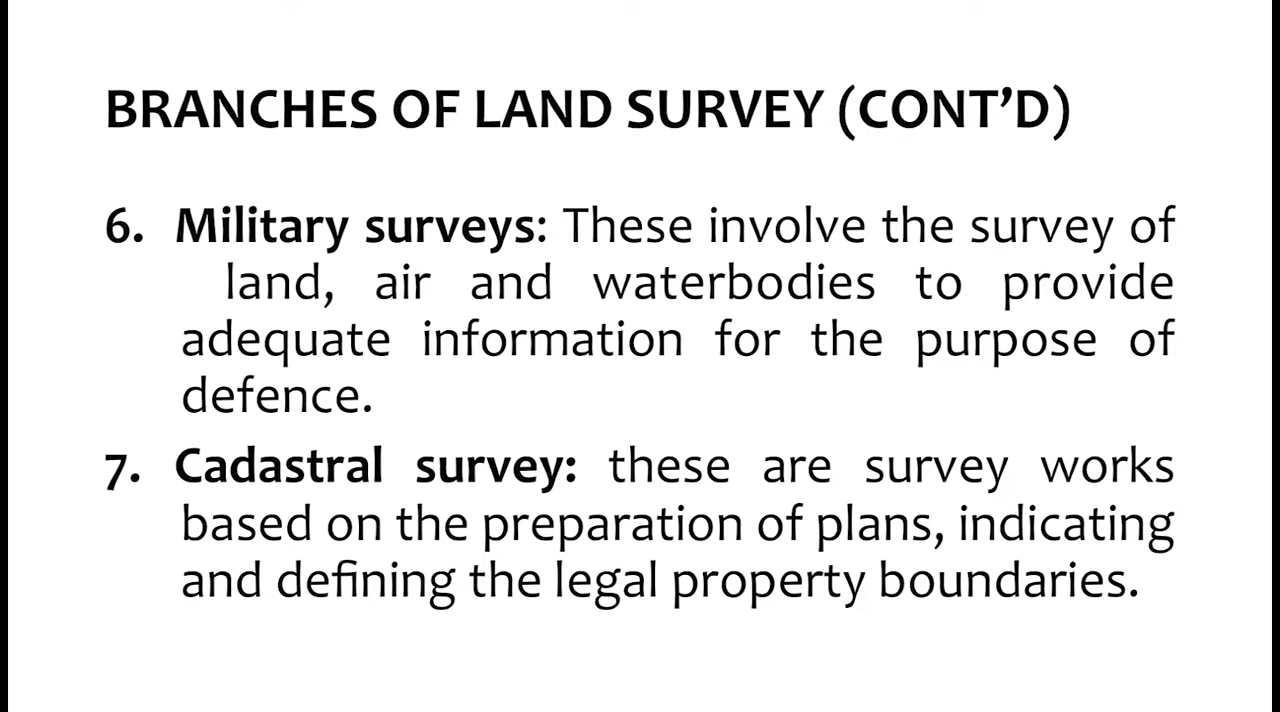 BRANCHES OF LAND SURVEY (CONT’D)
6. Military surveys: These involve the survey of
land, air and waterbodies to provide
adequate information for the purpose of
defence.
7. Cadastral survey: these are survey works
based on the preparation of plans, indicating
and defining the legal property boundaries.